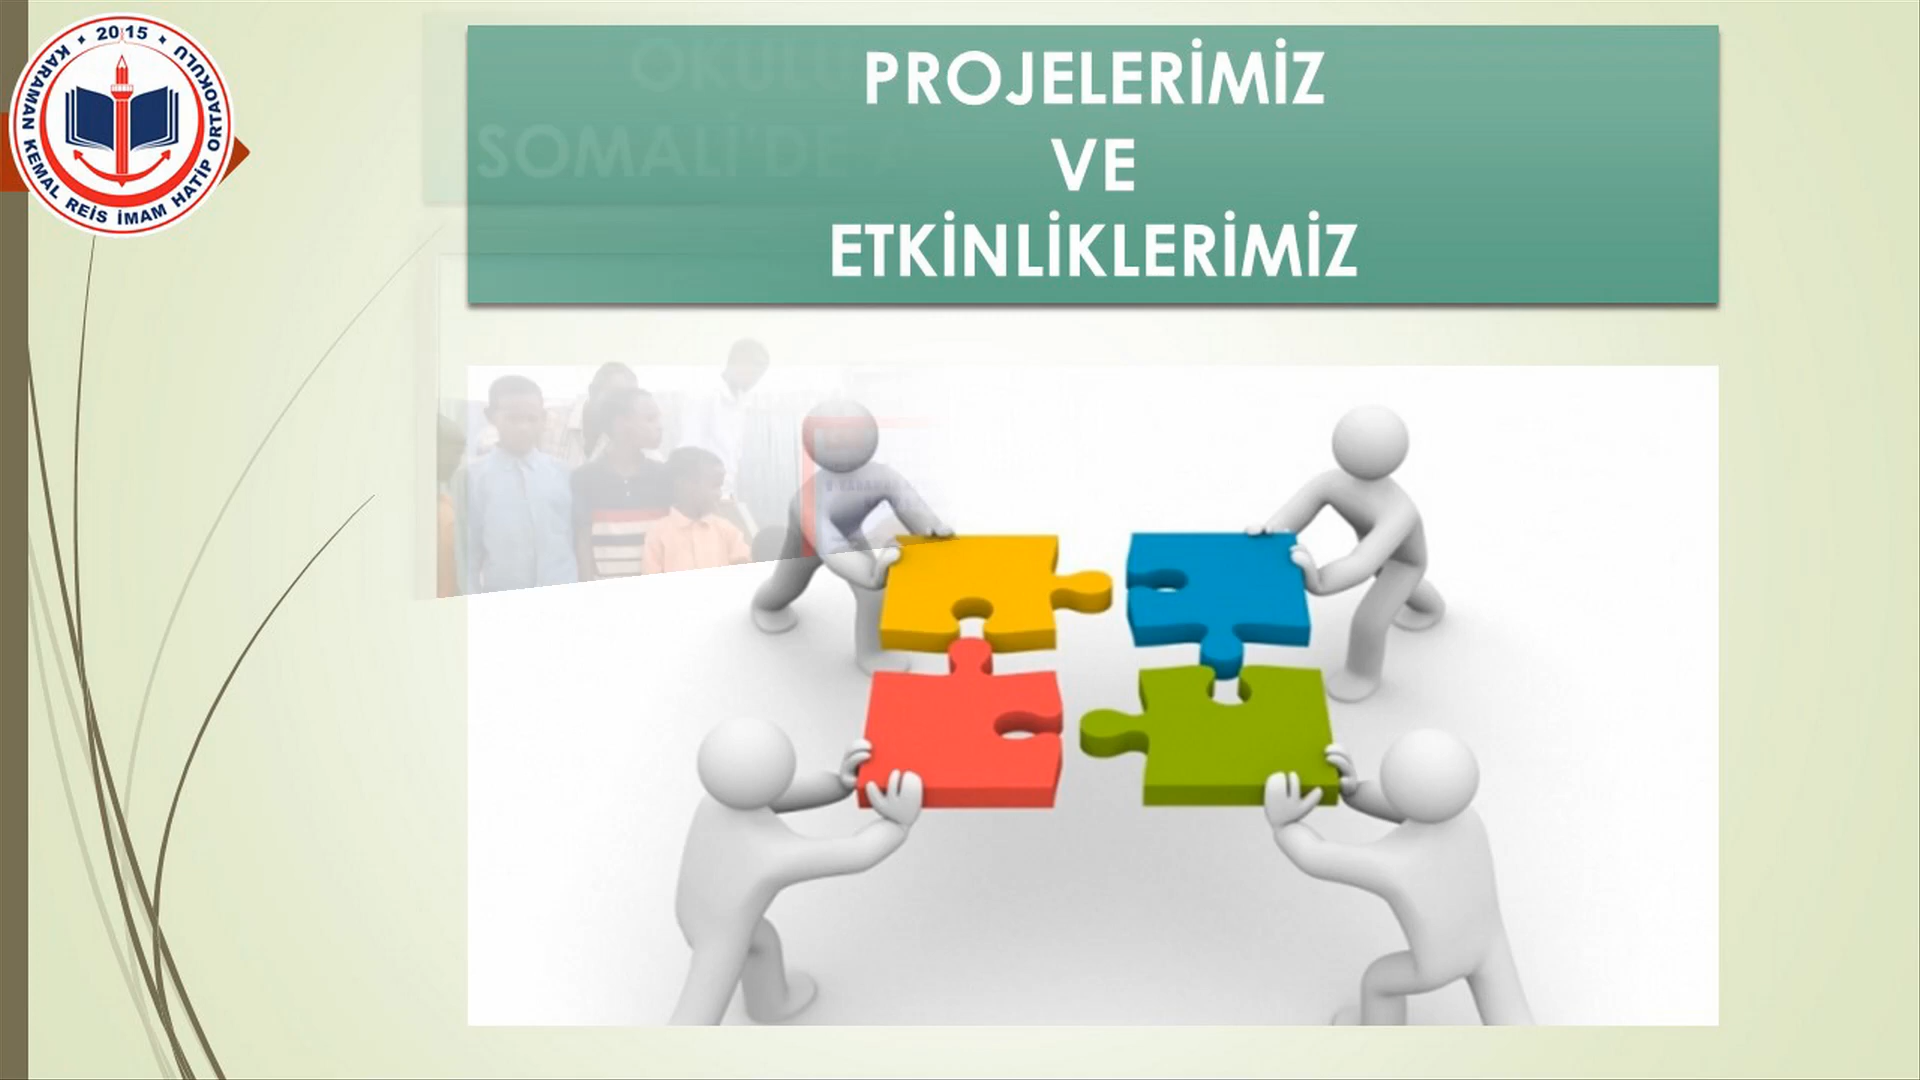 2015
KARAMAN KEMAL REİS İMAM HATİP ORTAOKULU
PROJELERİMİZ
VE
ETKİNLİKLERİMİZ
SOMALİ'DE